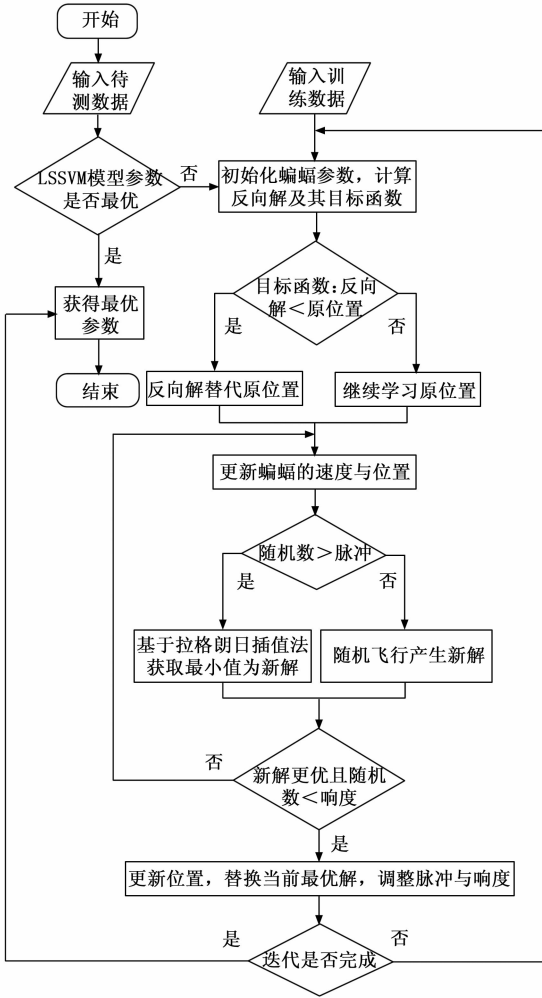 开始
输入待
测数据
输入训
练数据
LSSVM模型参数
是否最优
否
初始化蝙蝠参数，计算
反向解及其目标函数
是
目标函数:反向
解<原位置
获得最优
参数
是
否
结束
反向解替代原位置
继续学习原位置
更新蝙蝠的速度与位置
随机数>脉冲
是
否
基于拉格朗日插值法
获取最小值为新解
随机飞行产生新解
否
新解更优且随机
数<响度
是
更新位置，替换当前最优解，调整脉冲与响度
是
否
迭代是否完成